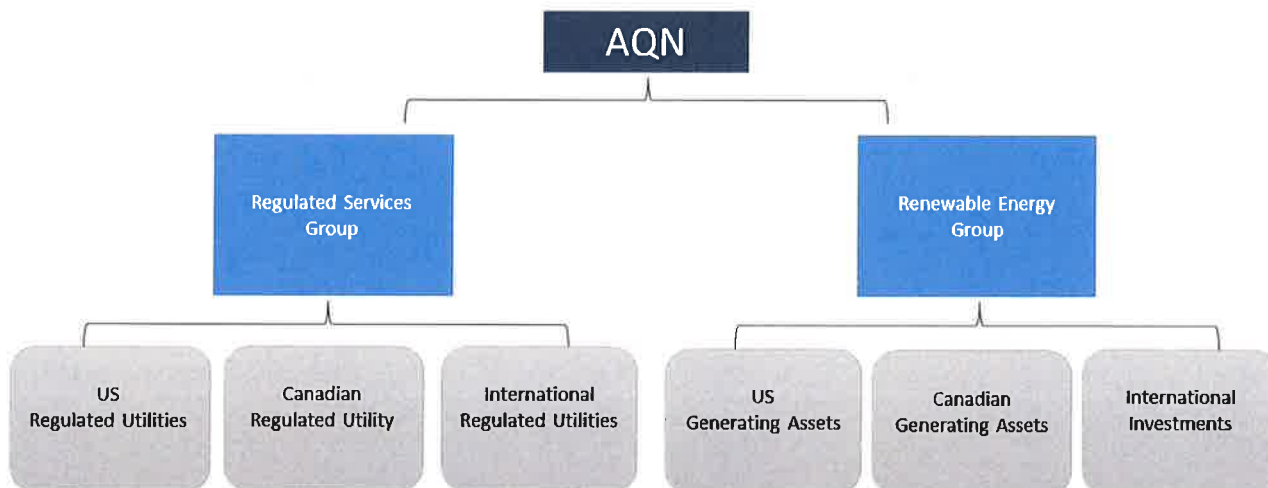 AQN
Regulated Services
Group
Renewable Energy
Group
US
Regulated Utilities
Canadian
Regulated Utility
International
Regulated Utilities
US
Generating Assets
Canadian
Generating Assets
International
Investments